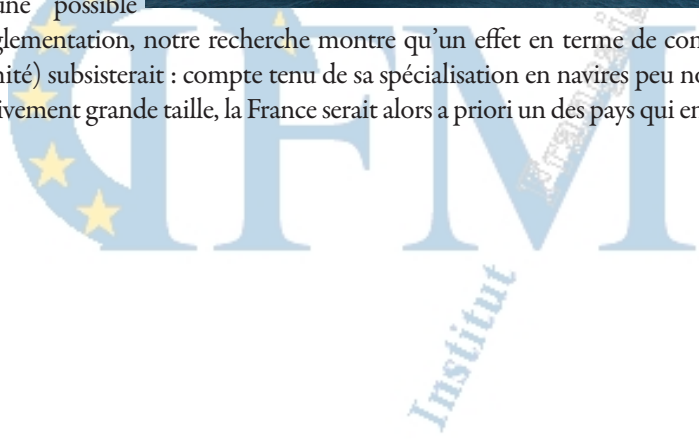 une possible
glementation, notre recherche montre qu'un effet en terme de con
nité) subsisterait : compte tenu de sa spécialisation en navires peu no
ivement grande taille, la France serait alors a priori un des pays qui en
IFM
Institut